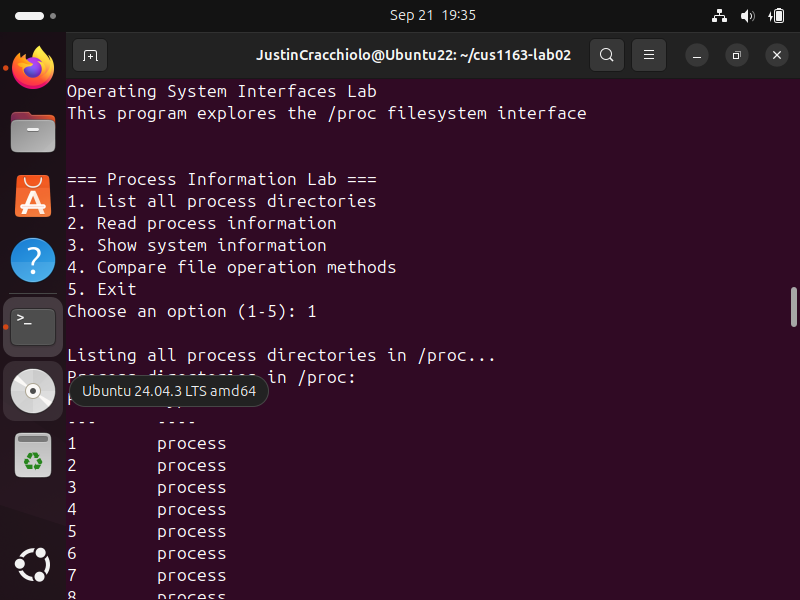 Sep 21 19:35
JustinCracchiolo@Ubuntu22: ~/cus1163-lab02
Operating System Interfaces Lab
This program explores the /proc filesystem interface
=== Process Information Lab ===
1. List all process directories
2. Read process information
3. Show system information
4. Compare file operation methods
5. Exit
Choose an option (1-5): 1
Listing all process directories in /proc...
in /proc:
Ubuntu 24.04.3 LTS amd64
--- ----
1 process
2 process
3 process
4 process
5 process
6 process
7 process
8 process